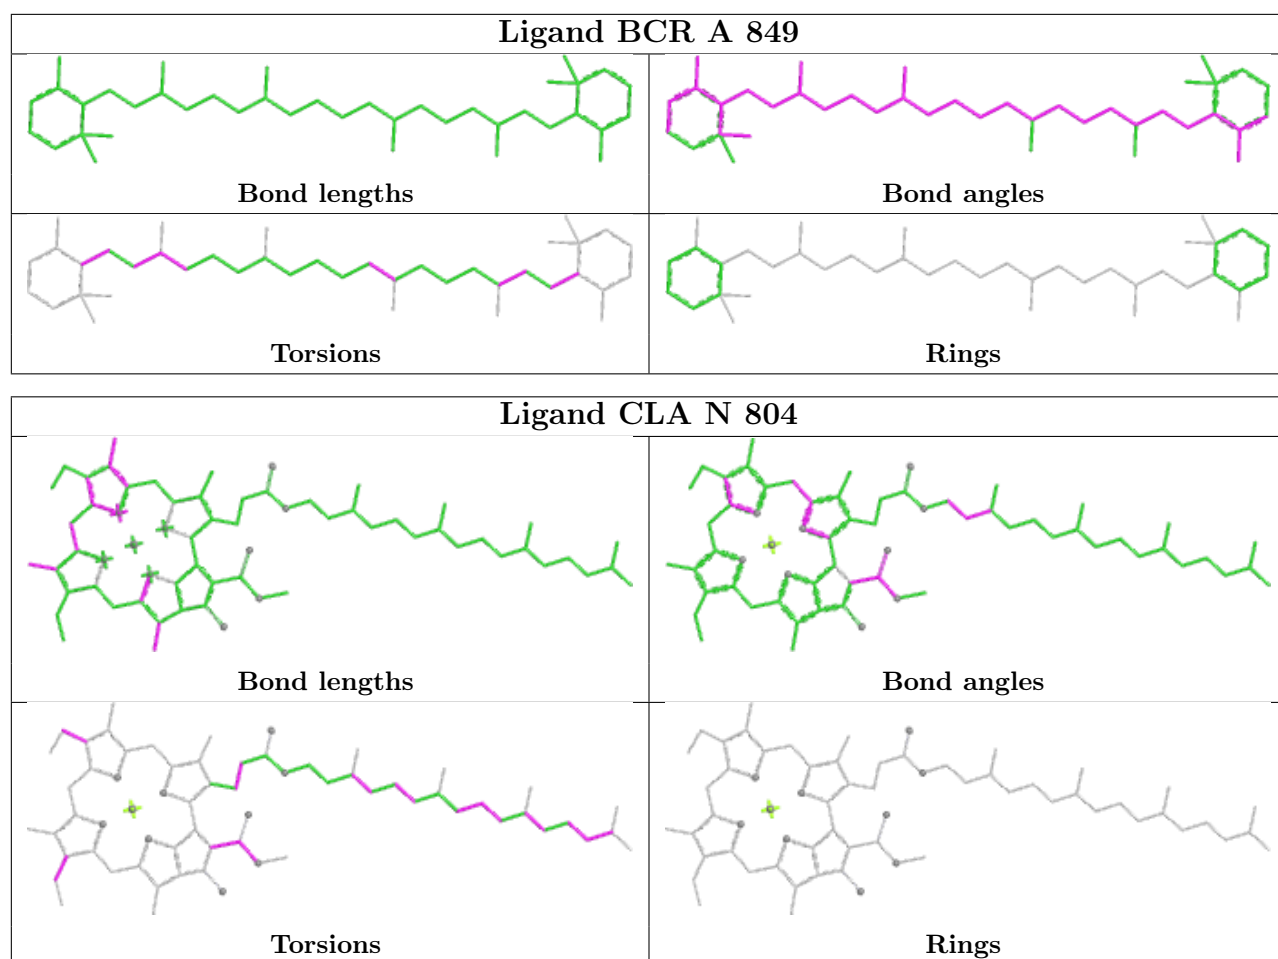 Ligand BCR A 849
Bond lengths
Bond angles
Torsions
Rings
Ligand CLA N 804
Bond lengths
Bond angles
Torsions
Rings